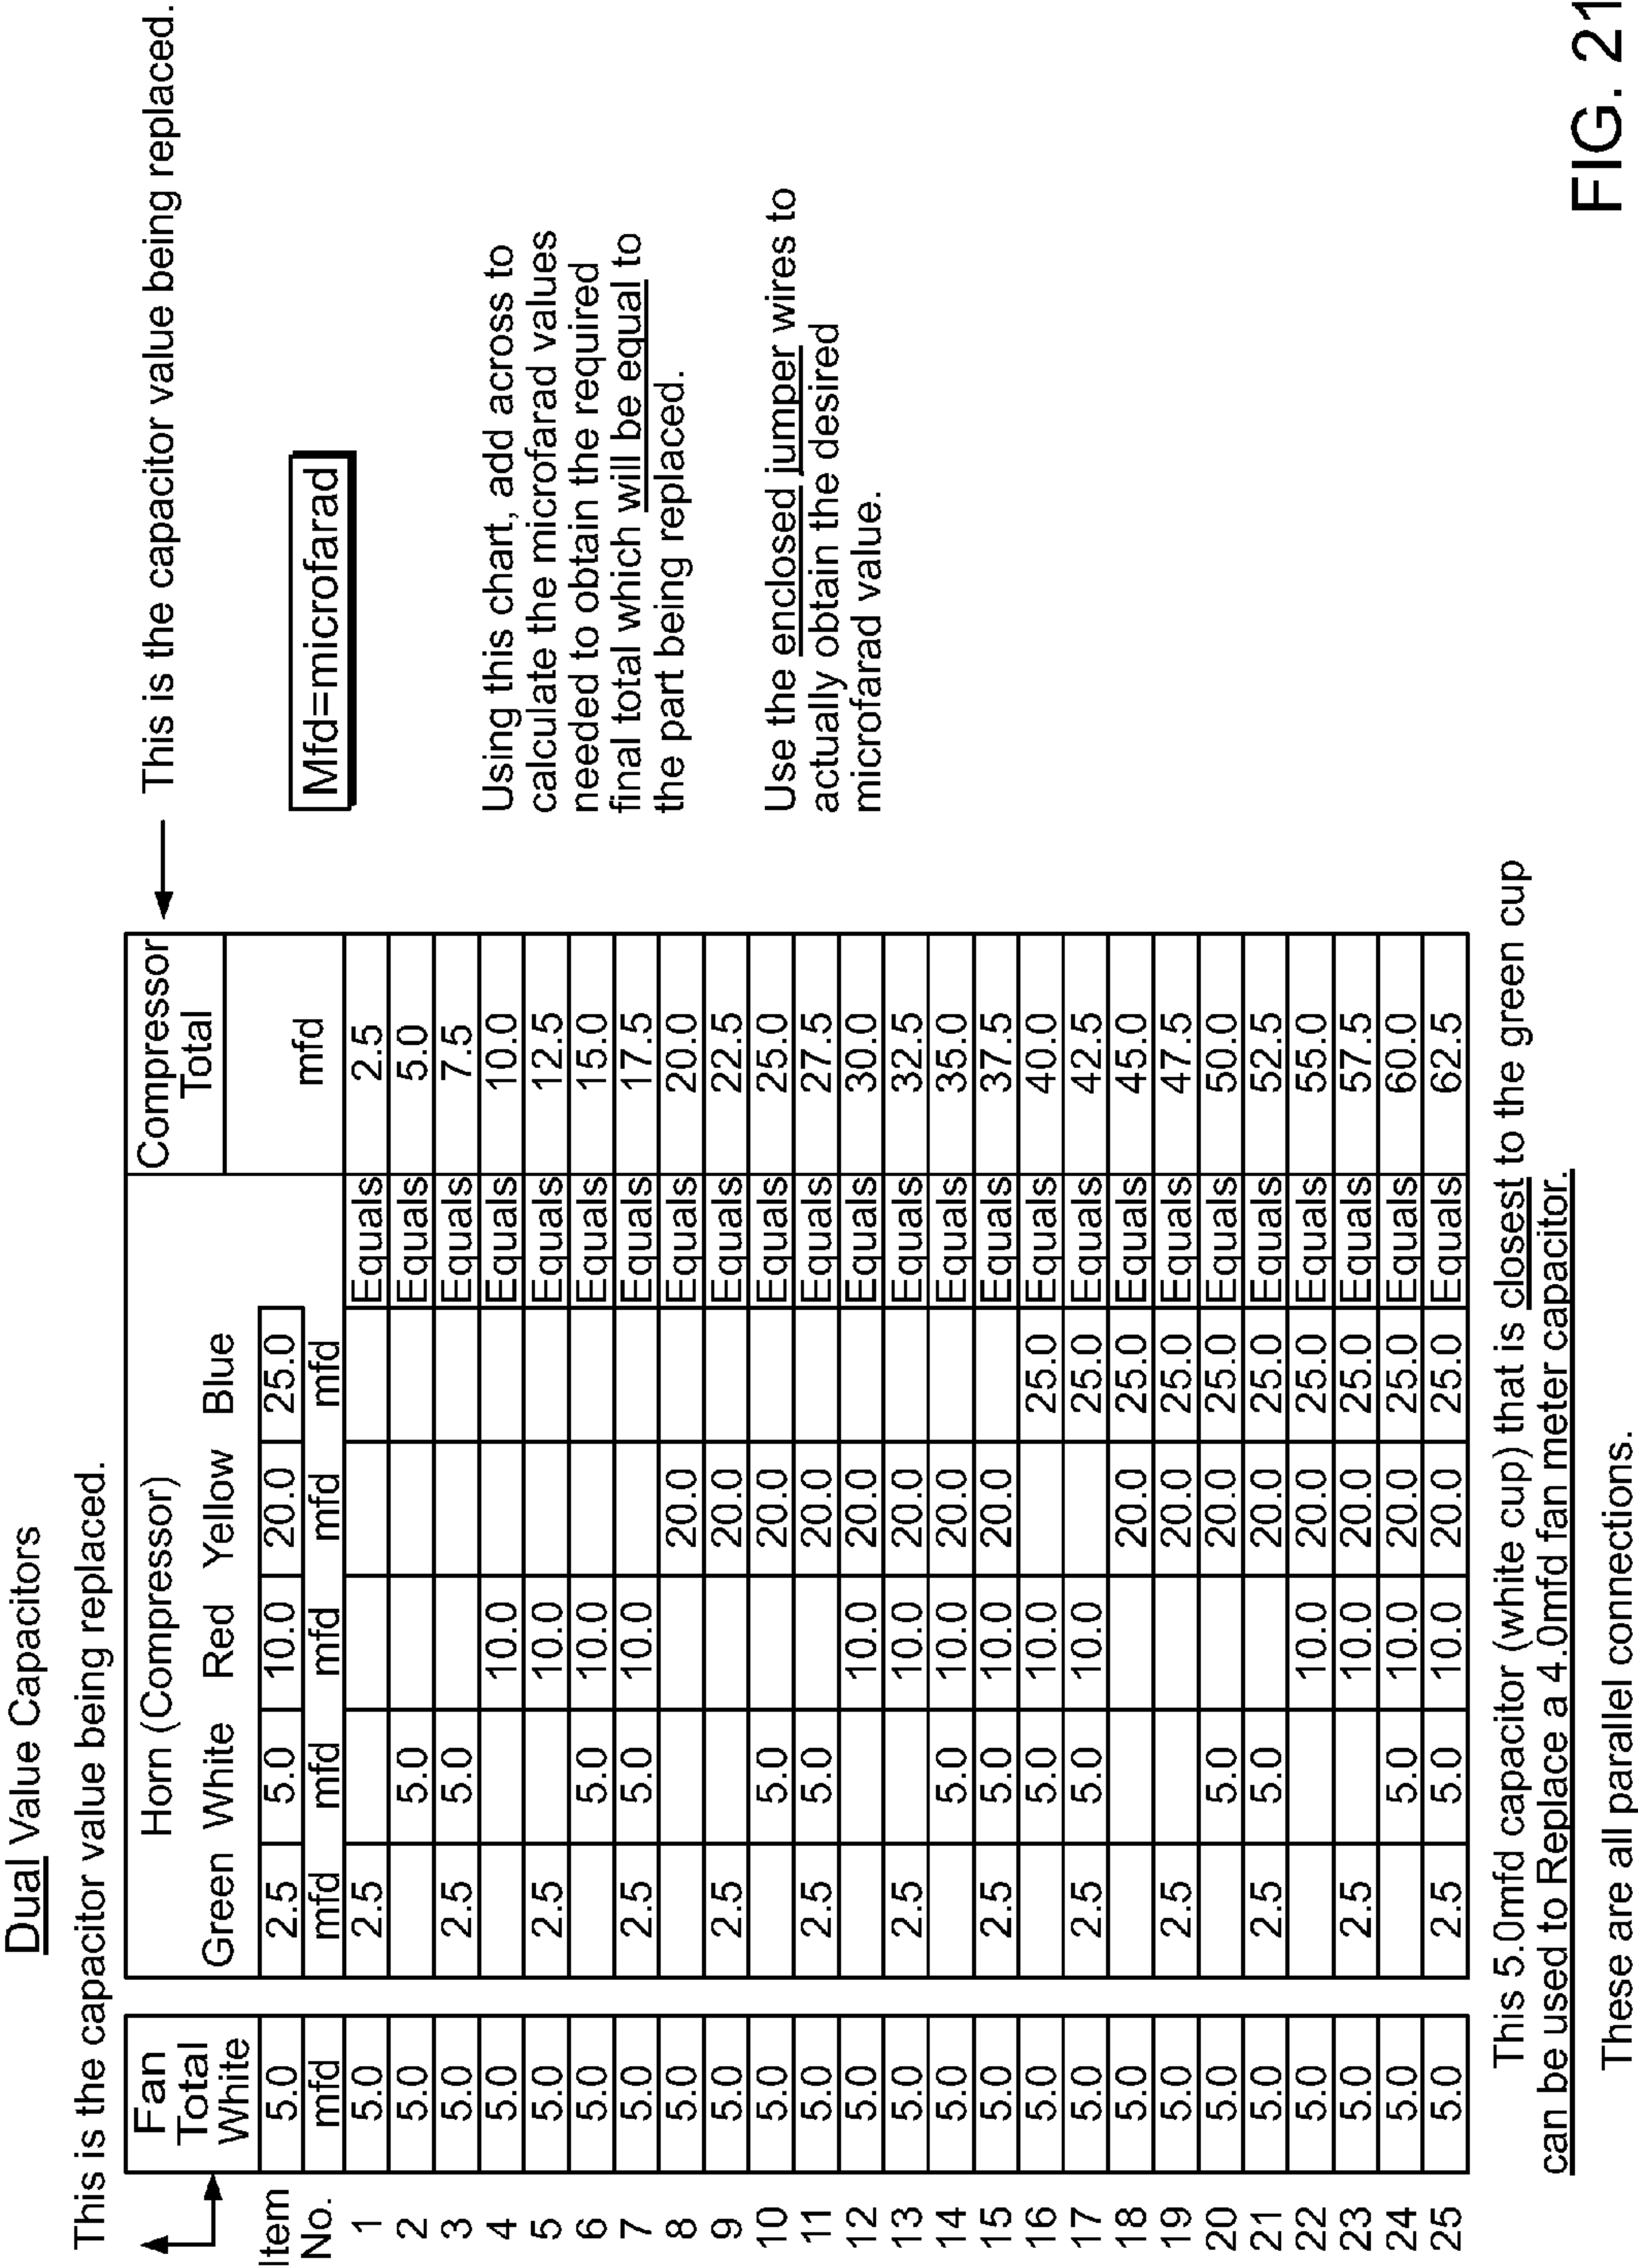 Dual Value Capacitors
This is the capacitor value being replaced.
Fan Total White
Horn (Compressor)
Compressor Total
This is the capacitor value being replaced.
Green White Red Yellow Blue
Item 5.0 2.5 5.0 10.0 20.0 25.0
No. mfd mfd mfd mfd mfd mfd mfd
1 5.0 2.5 Equals 2.5
2 5.0 5.0 Equals 5.0
3 5.0 2.5 5.0 Equals 7.5
4 5.0 10.0 Equals 10.0
5 5.0 2.5 10.0 Equals 12.5
6 5.0 5.0 10.0 Equals 15.0
7 5.0 2.5 5.0 10.0 Equals 17.5
8 5.0 20.0 Equals 20.0
9 5.0 2.5 20.0 Equals 22.5
10 5.0 5.0 20.0 Equals 25.0
11 5.0 2.5 5.0 20.0 Equals 27.5
12 5.0 10.0 20.0 Equals 30.0
13 5.0 2.5 10.0 20.0 Equals 32.5
14 5.0 5.0 10.0 20.0 Equals 35.0
15 5.0 2.5 5.0 10.0 20.0 Equals 37.5
16 5.0 5.0 10.0 25.0 Equals 40.0
17 5.0 2.5 5.0 10.0 25.0 Equals 42.5
18 5.0 20.0 25.0 Equals 45.0
19 5.0 2.5 20.0 25.0 Equals 47.5
20 5.0 5.0 20.0 25.0 Equals 50.0
21 5.0 2.5 5.0 20.0 25.0 Equals 52.5
22 5.0 10.0 20.0 25.0 Equals 55.0
23 5.0 2.5 10.0 20.0 25.0 Equals 57.5
24 5.0 5.0 10.0 20.0 25.0 Equals 60.0
25 5.0 2.5 5.0 10.0 20.0 25.0 Equals 62.5
Mfd=microfarad
Using this chart, add across to
calculate the microfarad values
needed to obtain the required
final total which will be equal to
the part being replaced.
Use the enclosed jumper wires to
actually obtain the desired
microfarad value.
This 5.0mfd capacitor (white cup) that is closest to the green cup
can be used to Replace a 4.0mfd fan meter capacitor.
These are all parallel connections.
FIG. 21